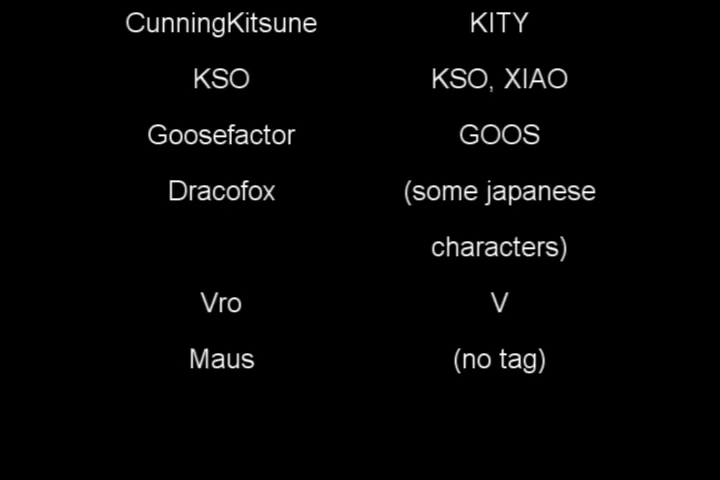 CunningKitsune KITY
KSO KSO, XIAO
Goosefactor GOOS
Dracofox (some japanese
characters)
Vro V
Maus (no tag)